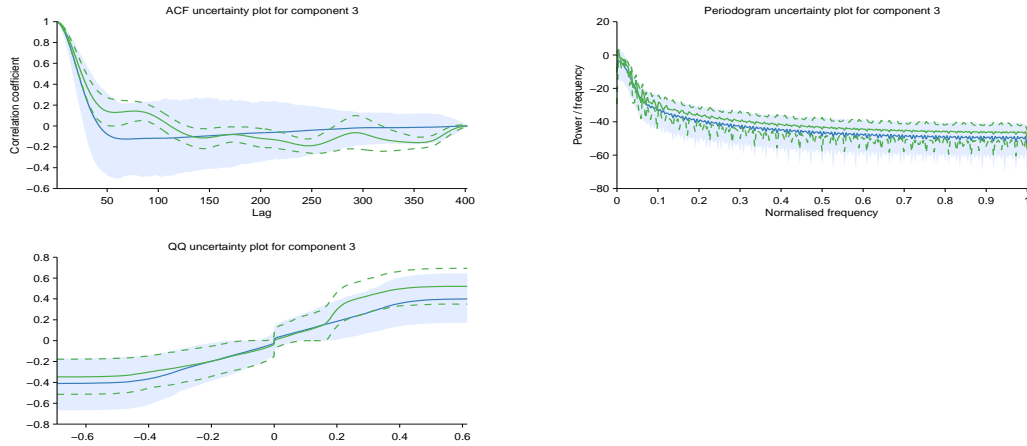 ACF uncertainty plot for component 3
Correlation coefficient
1
0.8
0.6
0.4
0.2
0
−0.2
−0.4
−0.6
50 100 150 200 250 300 350 400
Lag
Periodogram uncertainty plot for component 3
Power / frequency
20
0
−20
−40
−60
−80
0 0.1 0.2 0.3 0.4 0.5 0.6 0.7 0.8 0.9 1
Normalised frequency
QQ uncertainty plot for component 3
0.8
0.6
0.4
0.2
0
−0.2
−0.4
−0.6
−0.8
−0.6 −0.4 −0.2 0 0.2 0.4 0.6